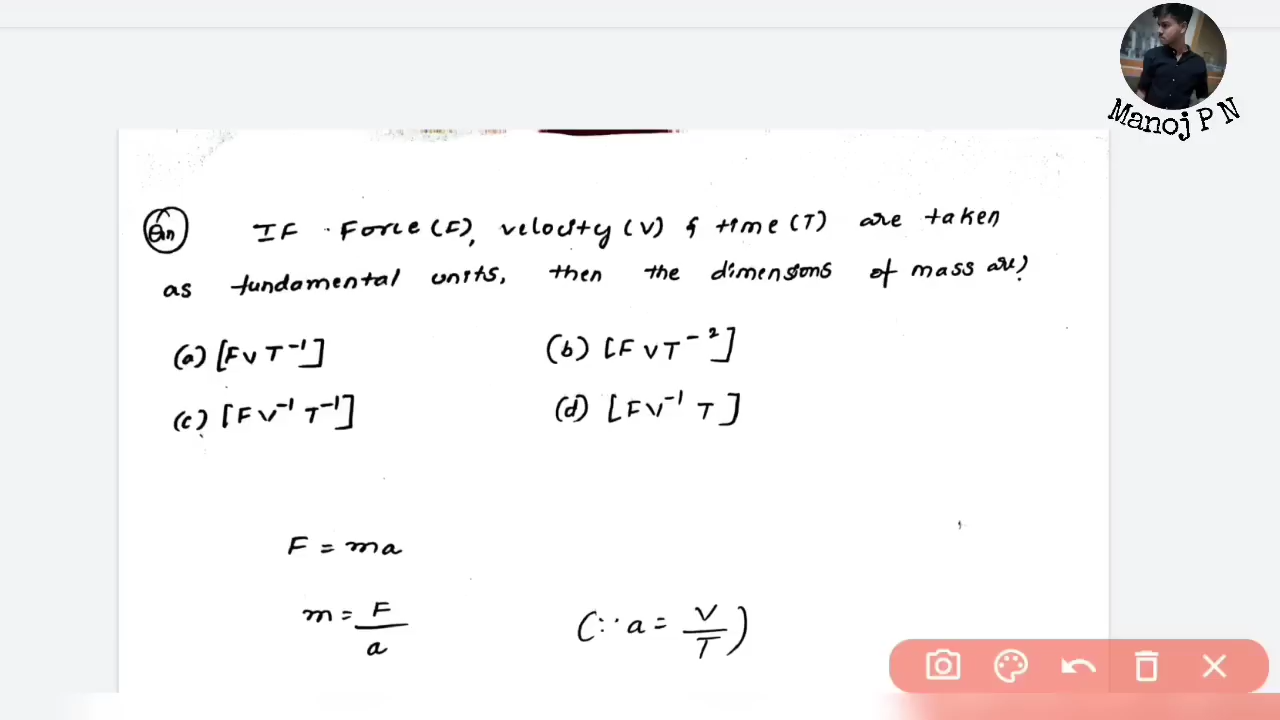 Manoj P N
Qn IF Force (F), velocity (V) & time (T) are taken
as fundamental units, then the dimensions of mass are?
(a) [F V T⁻¹] (b) [F V T⁻²]
(c) [F V⁻¹ T⁻¹] (d) [F V⁻¹ T]
F = ma
m = F/a (∵ a = V/T)